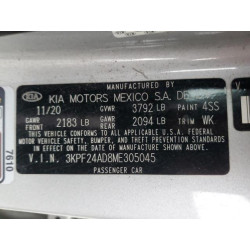 KIA KIA MOTORS MEXICO S.A DE C.V
11/20 GVWR 3792 LB PAINT 4SS
GAWR FRONT 2183 LB GAWR REAR 2094 LB TRIM WK
THIS VEHICLE CONFORMS TO ALL APPLICABLE U.S.A
FEDERAL MOTOR VEHICLE SAFETY, BUMPER, AND
THEFT PREVENTION STANDARDS IN EFFECT ON THE
DATE OF MANUFACTURE SHOWN ABOVE.
V.I.N. 3KPF24AD8ME305045
PASSENGER CAR
7610